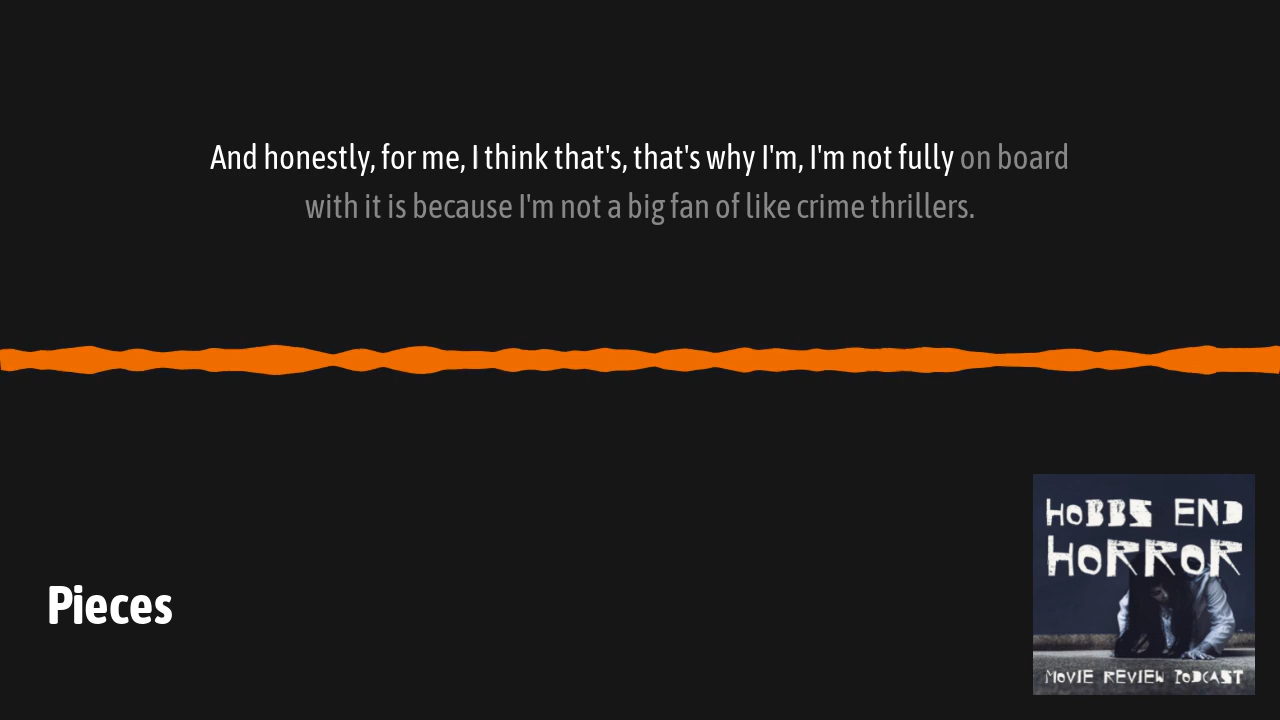 And honestly, for me, I think that's, that's why I'm, I'm not fully on board
with it is because I'm not a big fan of like crime thrillers.
Pieces
HoBBS END
HoRRoR
MoVIE REVIEW PoDCAST